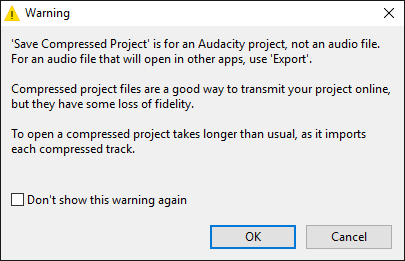 Warning
'Save Compressed Project' is for an Audacity project, not an audio file.
For an audio file that will open in other apps, use 'Export'.
Compressed project files are a good way to transmit your project online,
but they have some loss of fidelity.
To open a compressed project takes longer than usual, as it imports
each compressed track.
Don't show this warning again
OK
Cancel